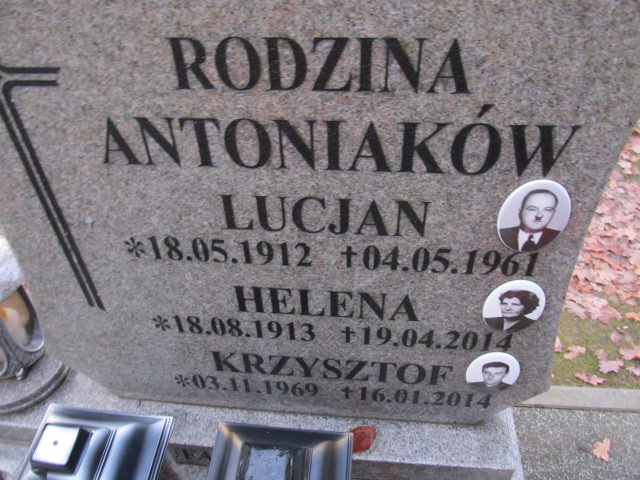 RODZINA
ANTONIAKÓW
LUCJAN
*18.05.1912 †04.05.1961
HELENA
*18.08.1913 †19.04.2014
KRZYSZTOF
*03.11.1969 †16.01.2014